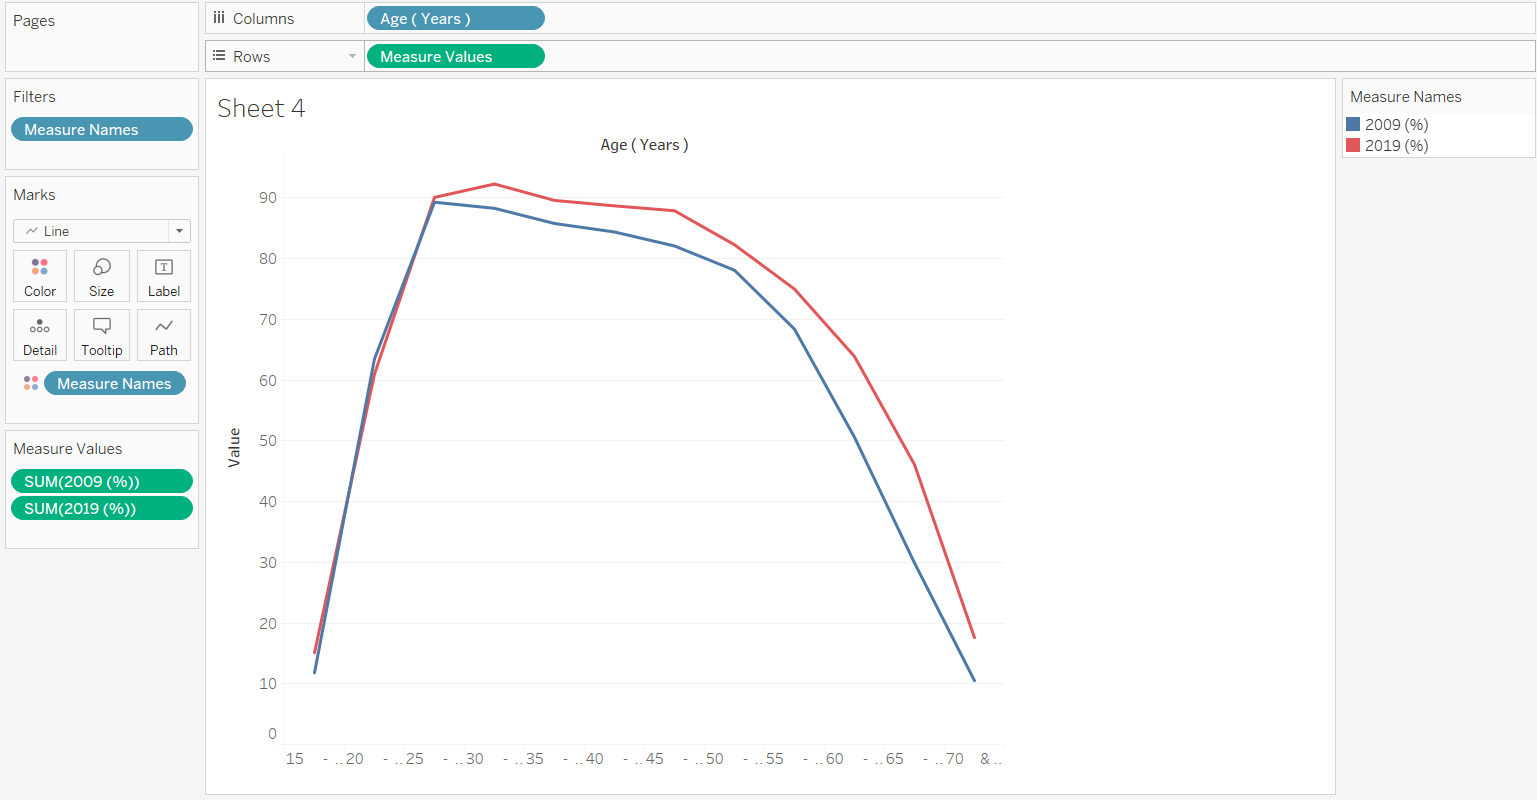 Pages
Columns
Age ( Years )
Rows
Measure Values
Filters
Measure Names
Marks
Line
Color
Size
Label
Detail
Tooltip
Path
Measure Names
Measure Values
SUM(2009 (%))
SUM(2019 (%))
Sheet 4
Age ( Years )
Value
90
80
70
60
50
40
30
20
10
0
15 - .. 20 - .. 25 - .. 30 - .. 35 - .. 40 - .. 45 - .. 50 - .. 55 - .. 60 - .. 65 - .. 70 & ..
Measure Names
2009 (%)
2019 (%)